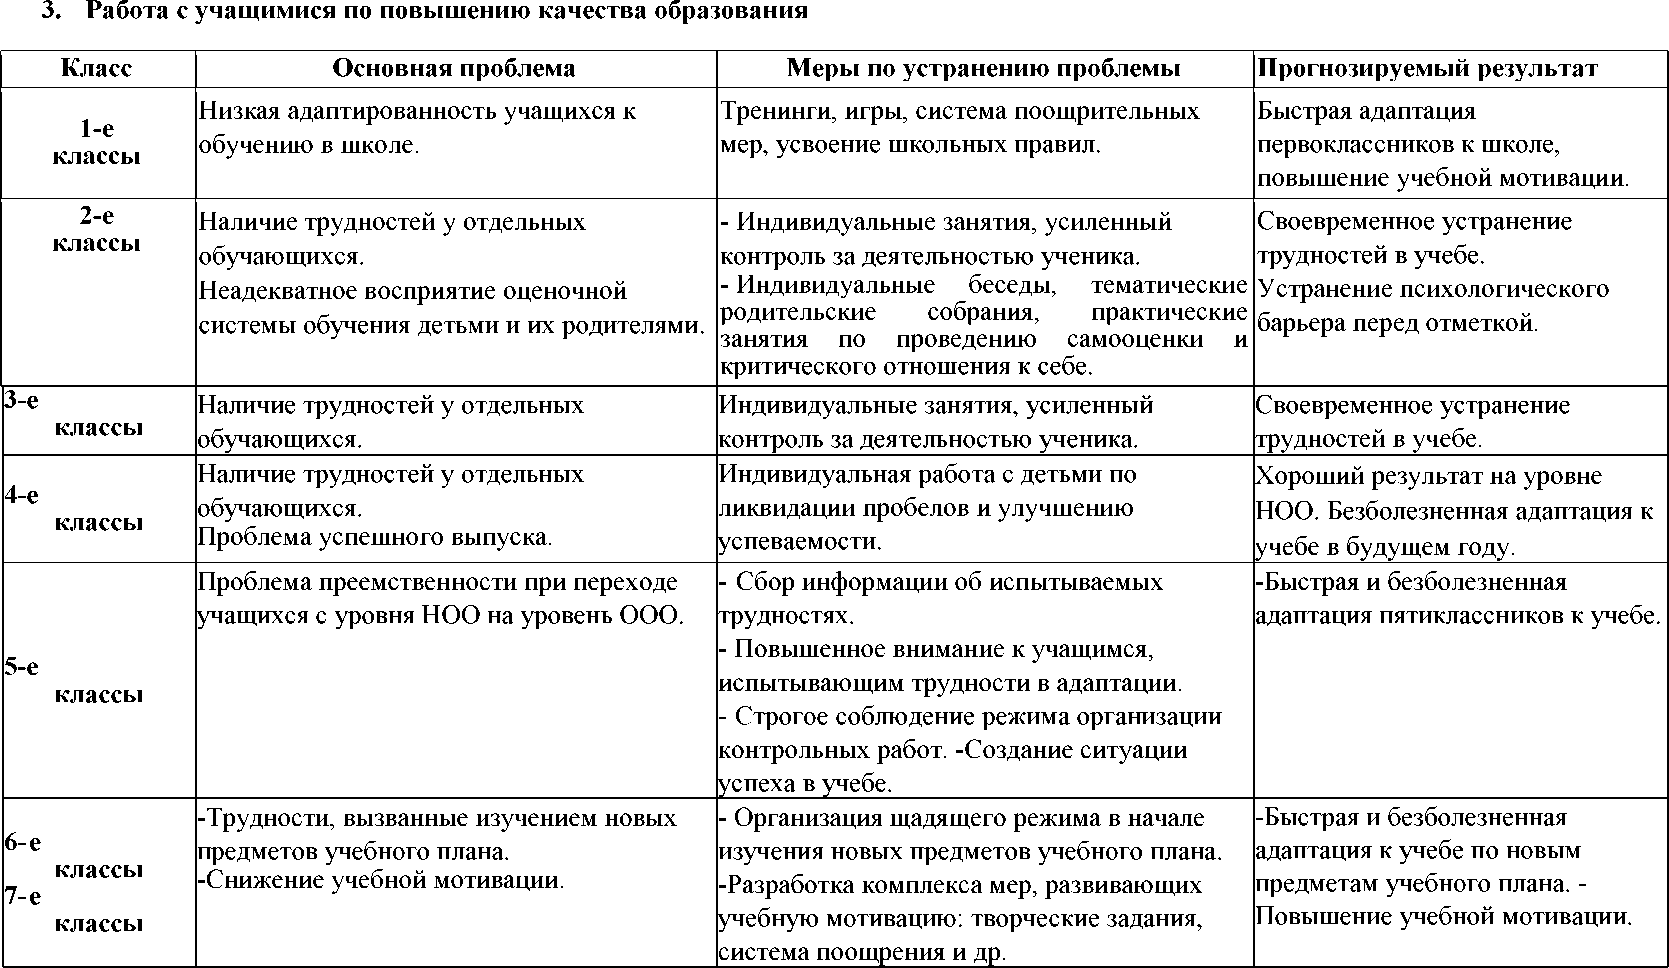 3. Работа с учащимися по повышению качества образования
Класс
Основная проблема
Меры по устранению проблемы
Прогнозируемый результат
1-е
классы
Низкая адаптированность учащихся к
обучению в школе.
Тренинги, игры, система поощрительных
мер, усвоение школьных правил.
Быстрая адаптация
первоклассников к школе,
повышение учебной мотивации.
2-е
классы
Наличие трудностей у отдельных
обучающихся.
Неадекватное восприятие оценочной
системы обучения детьми и их родителями.
- Индивидуальные занятия, усиленный
контроль за деятельностью ученика.
- Индивидуальные беседы, тематические
родительские собрания, практические
занятия по проведению самооценки и
критического отношения к себе.
Своевременное устранение
трудностей в учебе.
Устранение психологического
барьера перед отметкой.
3-е
классы
Наличие трудностей у отдельных
обучающихся.
Индивидуальные занятия, усиленный
контроль за деятельностью ученика.
Своевременное устранение
трудностей в учебе.
4-е
классы
Наличие трудностей у отдельных
обучающихся.
Проблема успешного выпуска.
Индивидуальная работа с детьми по
ликвидации пробелов и улучшению
успеваемости.
Хороший результат на уровне
НОО. Безболезненная адаптация к
учебе в будущем году.
5-е
классы
Проблема преемственности при переходе
учащихся с уровня НОО на уровень ООО.
- Сбор информации об испытываемых
трудностях.
- Повышенное внимание к учащимся,
испытывающим трудности в адаптации.
- Строгое соблюдение режима организации
контрольных работ. -Создание ситуации
успеха в учебе.
-Быстрая и безболезненная
адаптация пятиклассников к учебе.
6-е
классы
7-е
классы
-Трудности, вызванные изучением новых
предметов учебного плана.
-Снижение учебной мотивации.
- Организация щадящего режима в начале
изучения новых предметов учебного плана.
-Разработка комплекса мер, развивающих
учебную мотивацию: творческие задания,
система поощрения и др.
-Быстрая и безболезненная
адаптация к учебе по новым
предметам учебного плана. -
Повышение учебной мотивации.